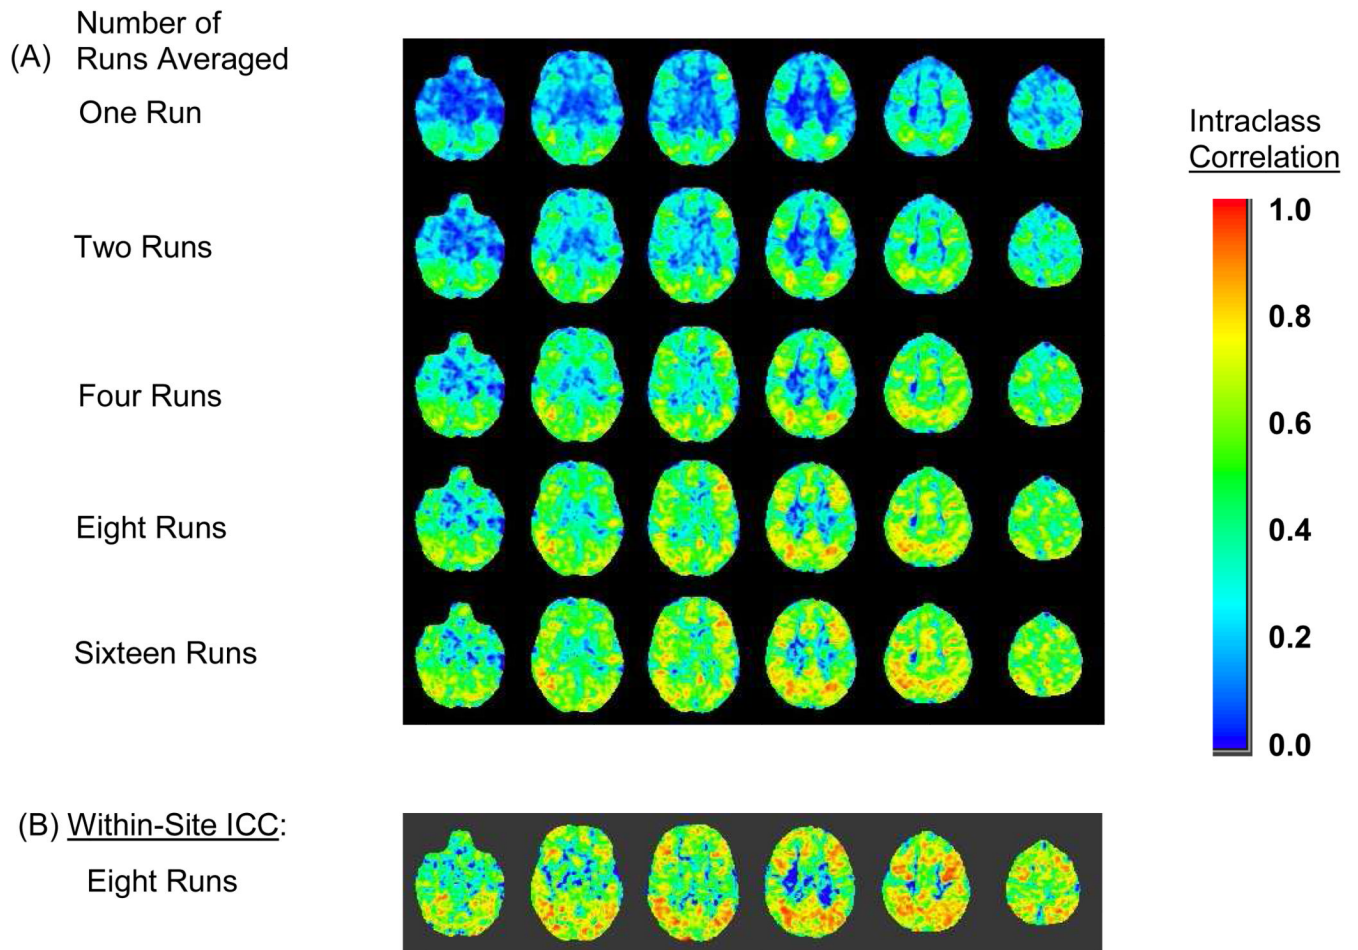 Number of
(A) Runs Averaged
One Run
Two Runs
Four Runs
Eight Runs
Sixteen Runs
Intraclass
Correlation
1.0
0.8
0.6
0.4
0.2
0.0
(B) Within-Site ICC:
Eight Runs